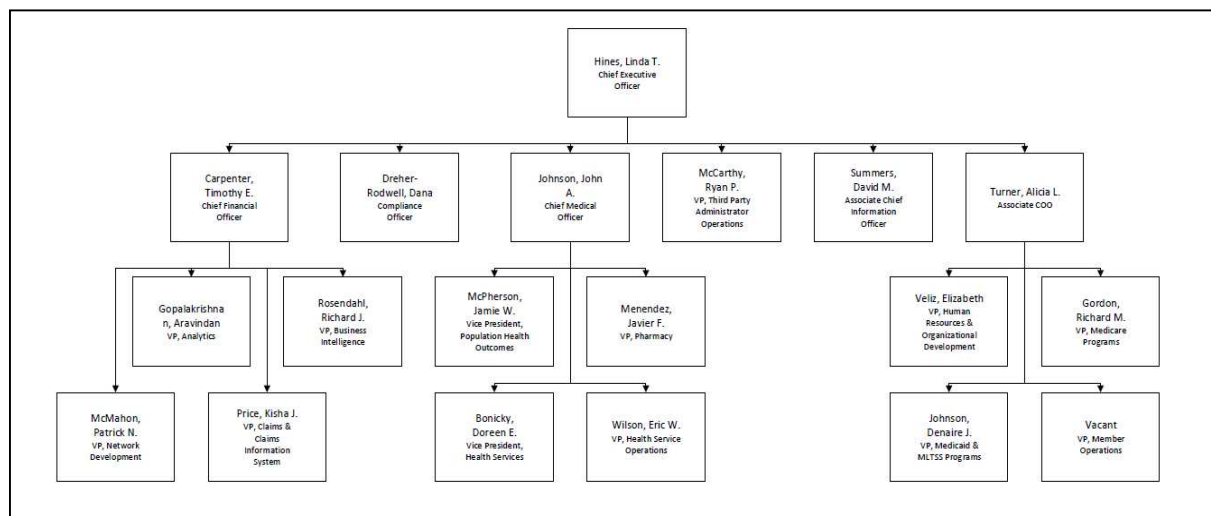 Hines, Linda T.
Chief Executive
Officer
Carpenter,
Timothy E.
Chief Financial
Officer
Dreher-
Rodwell, Dana
Compliance
Officer
Johnson, John
A,
Chief Medical
Officer
McCarthy,
Ryan P.
VP, Third Party
Administrator
Operations
Summers,
David M.
Associate Chief
Information
Officer
Turner, Alicia L.
Associate COO
Gopalakrishna
n, Aravindan
VP, Analytics
Rosendahl,
Richard J.
VP, Business
Intelligence
McPherson,
Jamie W.
Vice President,
Population Health
Outcomes
Menendez,
Javier F.
VP, Pharmacy
Veliz, Elizabeth
VP, Human
Resources &
Organizational
Development
Gordon,
Richard M.
VP, Medicare
Programs
McMahon,
Patrick N.
VP, Network
Development
Price, Kisha J.
VP, Claims &
Claims
Information
System
Bonicky,
Doreen E.
Vice President,
Health Services
Wilson, Eric W.
VP, Health Service
Operations
Johnson,
Denaire J.
VP, Medicaid &
MLTSS Programs
Vacant
VP, Member
Operations